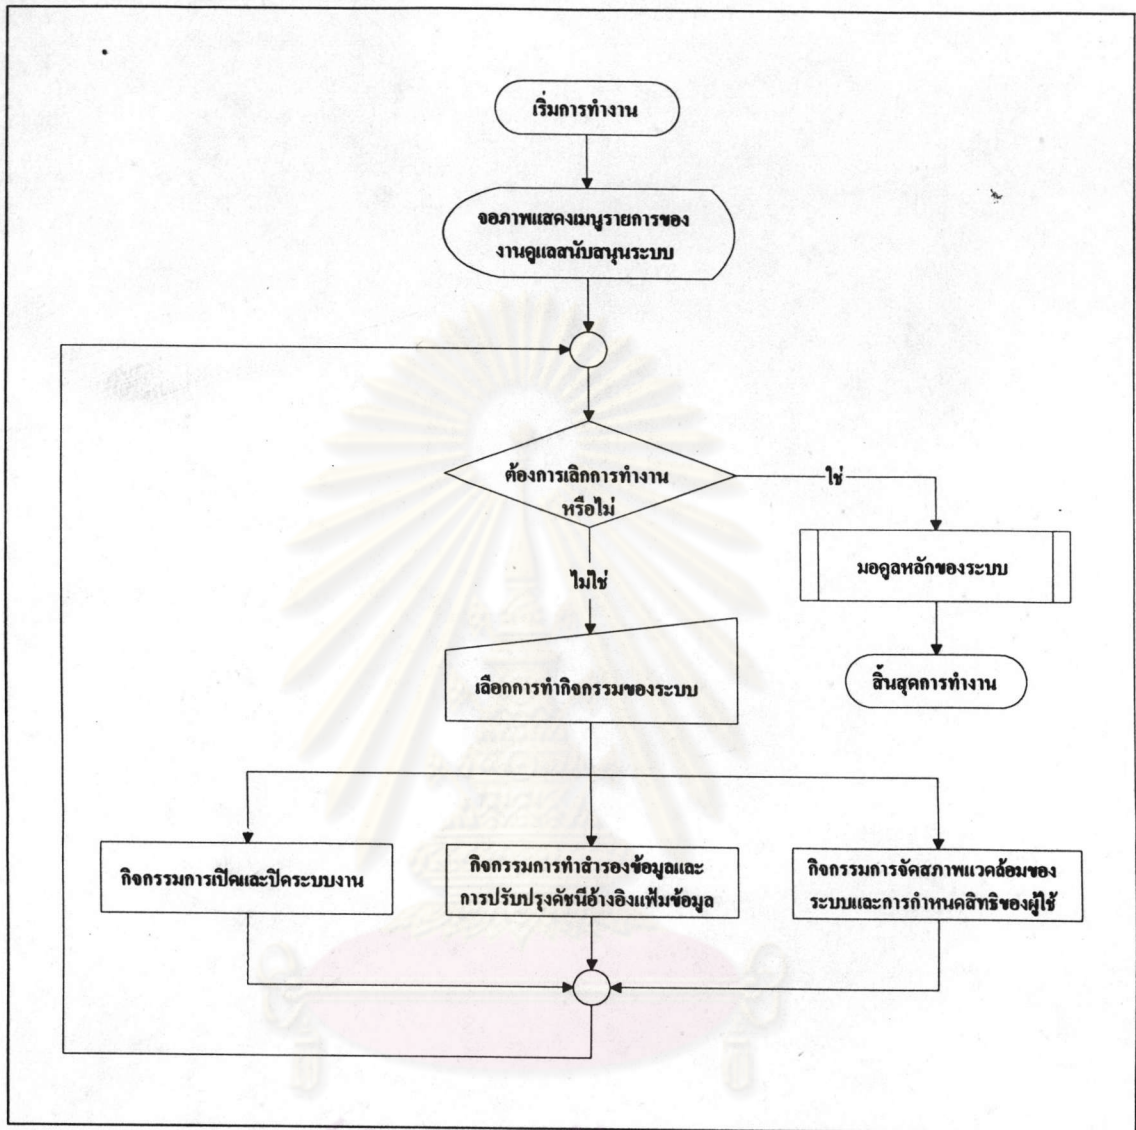 เริ่มการทำงาน
จอภาพแสดงเมนูรายการของ
งานดูแลสนับสนุนระบบ
ต้องการเลิกการทำงาน
หรือไม่
ใช่
ไม่ใช่
มอดูลหลักของระบบ
เลือกการทำกิจกรรมของระบบ
สิ้นสุดการทำงาน
กิจกรรมการเปิดและปิดระบบงาน
กิจกรรมการทำสำรองข้อมูลและ
การปรับปรุงดัชนีอ้างอิงแฟ้มข้อมูล
กิจกรรมการจัดสภาพแวดล้อมของ
ระบบและการกำหนดสิทธิของผู้ใช้